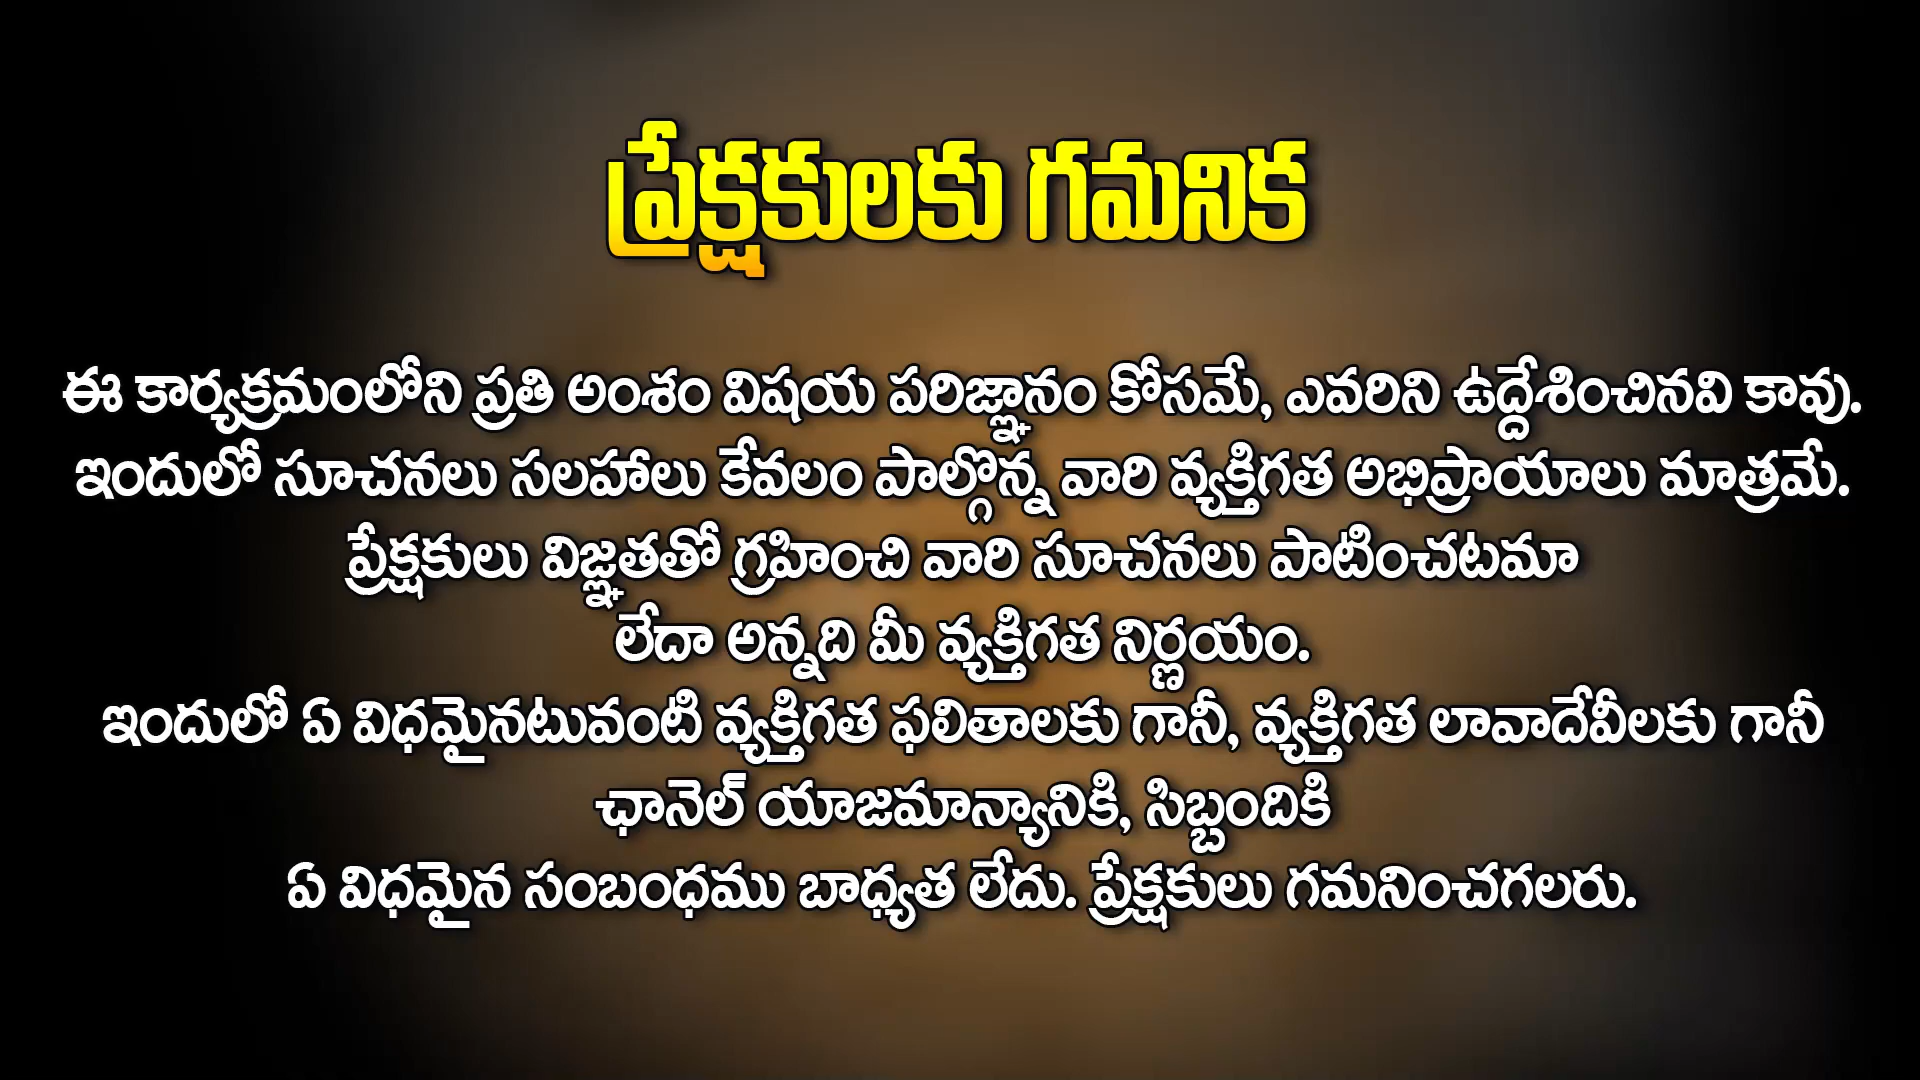 ప్రేక్షకులకు గమనిక
ఈ కార్యక్రమంలోని ప్రతి అంశం విషయ పరిజ్ఞానం కోసమే, ఎవరిని ఉద్దేశించినవి కావు.
ఇందులో సూచనలు సలహాలు కేవలం పాల్గొన్న వారి వ్యక్తిగత అభిప్రాయాలు మాత్రమే.
ప్రేక్షకులు విజ్ఞతతో గ్రహించి వారి సూచనలు పాటించటమా
లేదా అన్నది మీ వ్యక్తిగత నిర్ణయం.
ఇందులో ఏ విధమైనటువంటి వ్యక్తిగత ఫలితాలకు గానీ, వ్యక్తిగత లావాదేవీలకు గానీ
ఛానెల్ యాజమాన్యానికి, సిబ్బందికి
ఏ విధమైన సంబంధము బాధ్యత లేదు. ప్రేక్షకులు గమనించగలరు.